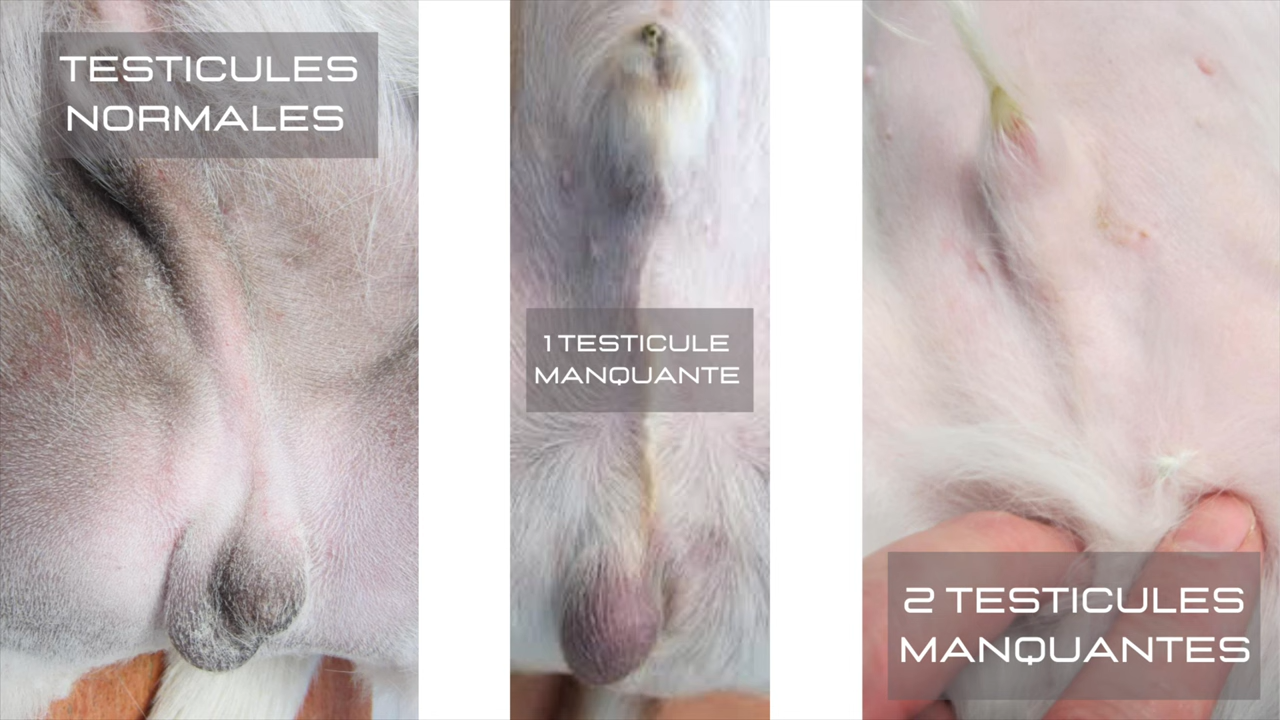 TESTICULES
NORMALES
1 TESTICULE
MANQUANTE
2 TESTICULES
MANQUANTES